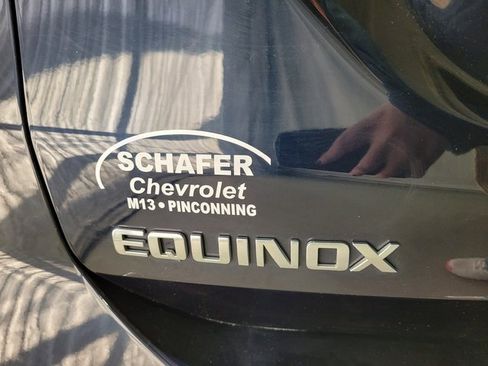 SCHAFER
Chevrolet
M13 • PINCONNING
EQUINOX